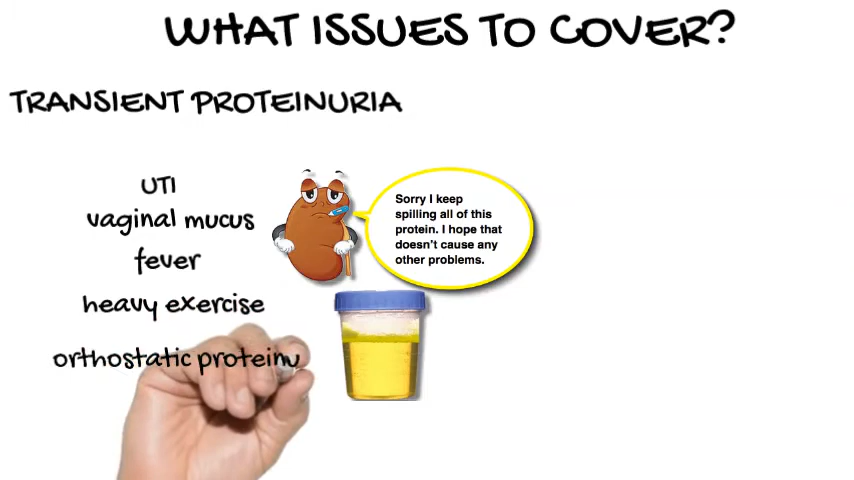 WHAT ISSUES TO COVER?
TRANSIENT PROTEINURIA
UTI
vaginal mucus
fever
heavy exercise
orthostatic proteinu
Sorry I keep
spilling all of this
protein. I hope that
doesn't cause any
other problems.